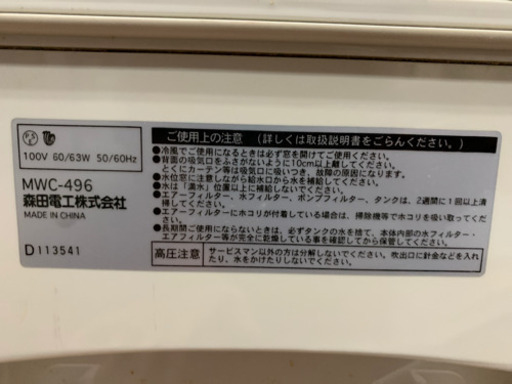 PS E
100V 60/63W 50/60Hz
MWC-496
森田電工株式会社
MADE IN CHINA
D 113541
ご使用上の注意 (詳しくは取扱説明書をごらんください。)
●冷風でご使用になるときは必ず窓を開けてご使用ください。
●背面の吸気口をふさがないように10cm以上離してください。
とくにカーテン等は吸気口に吸いつき、故障の原因になります。
●水位窓に注意しながら給水口から水を補給してください。
●水は「満水」位置以上に補給しないでください。
●エアーフィルター、水フィルター、ポンプフィルター、タンクは、2週間に1回以上清
掃してください。
●エアーフィルターにホコリが付着している場合は、掃除機等でホコリを吸い取ってく
ださい。
●長期間ご使用にならないときは、必ずタンクの水を捨て、本体内部の水フィルター・
エアーフィルター等が完全に乾燥している事を確認してから保管してください。
高圧注意
サービスマン以外の方は分解しないでください。吹出口に針金などを入れ
たり、水をかけたりしないでください。